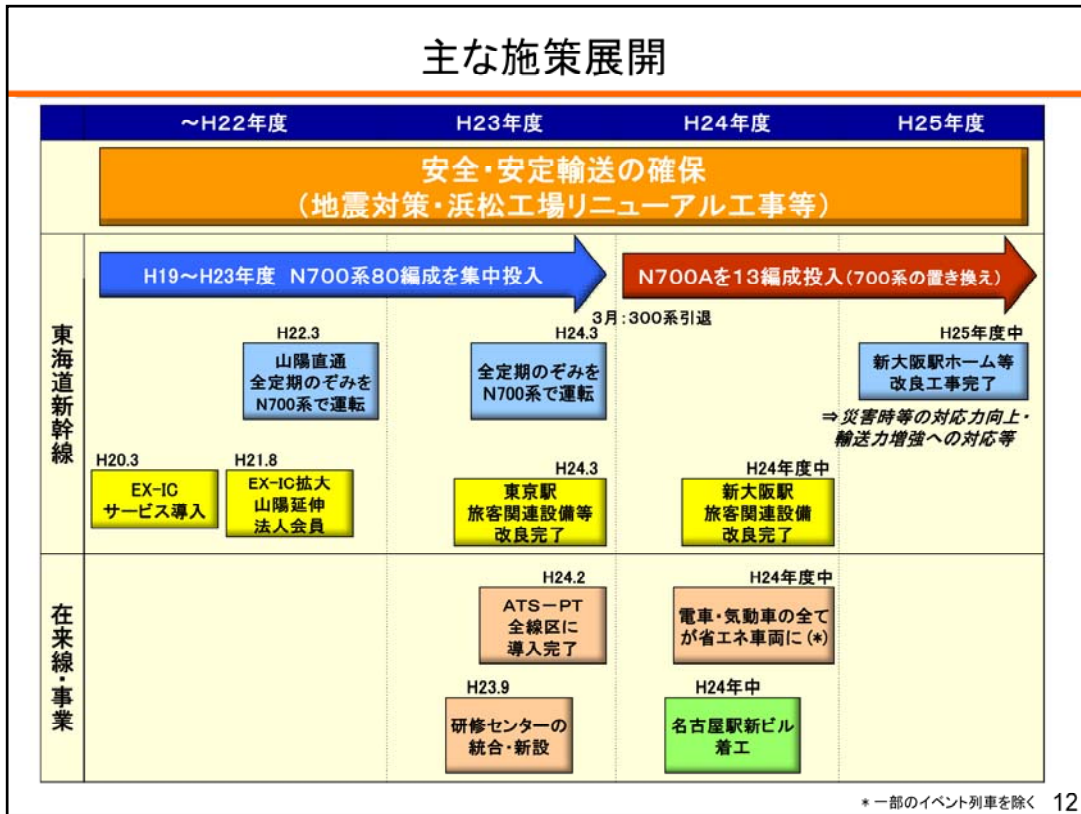 主な施策展開
～H22年度
H23年度
H24年度
H25年度
安全・安定輸送の確保
（地震対策・浜松工場リニューアル工事等）
東海道新幹線
H19～H23年度　N700系80編成を集中投入
N700Aを13編成投入（700系の置き換え）
3月：300系引退
H22.3
山陽直通
全定期のぞみを
N700系で運転
H24.3
全定期のぞみを
N700系で運転
H25年度中
新大阪駅ホーム等
改良工事完了
⇒災害時等の対応力向上・
輸送力増強への対応等
H20.3
EX-IC
サービス導入
H21.8
EX-IC拡大
山陽延伸
法人会員
H24.3
東京駅
旅客関連設備等
改良完了
H24年度中
新大阪駅
旅客関連設備
改良完了
在来線・事業
H24.2
ATS－PT
全線区に
導入完了
H24年度中
電車・気動車の全て
が省エネ車両に（*）
H23.9
研修センターの
統合・新設
H24年中
名古屋駅新ビル
着工
*一部のイベント列車を除く
12